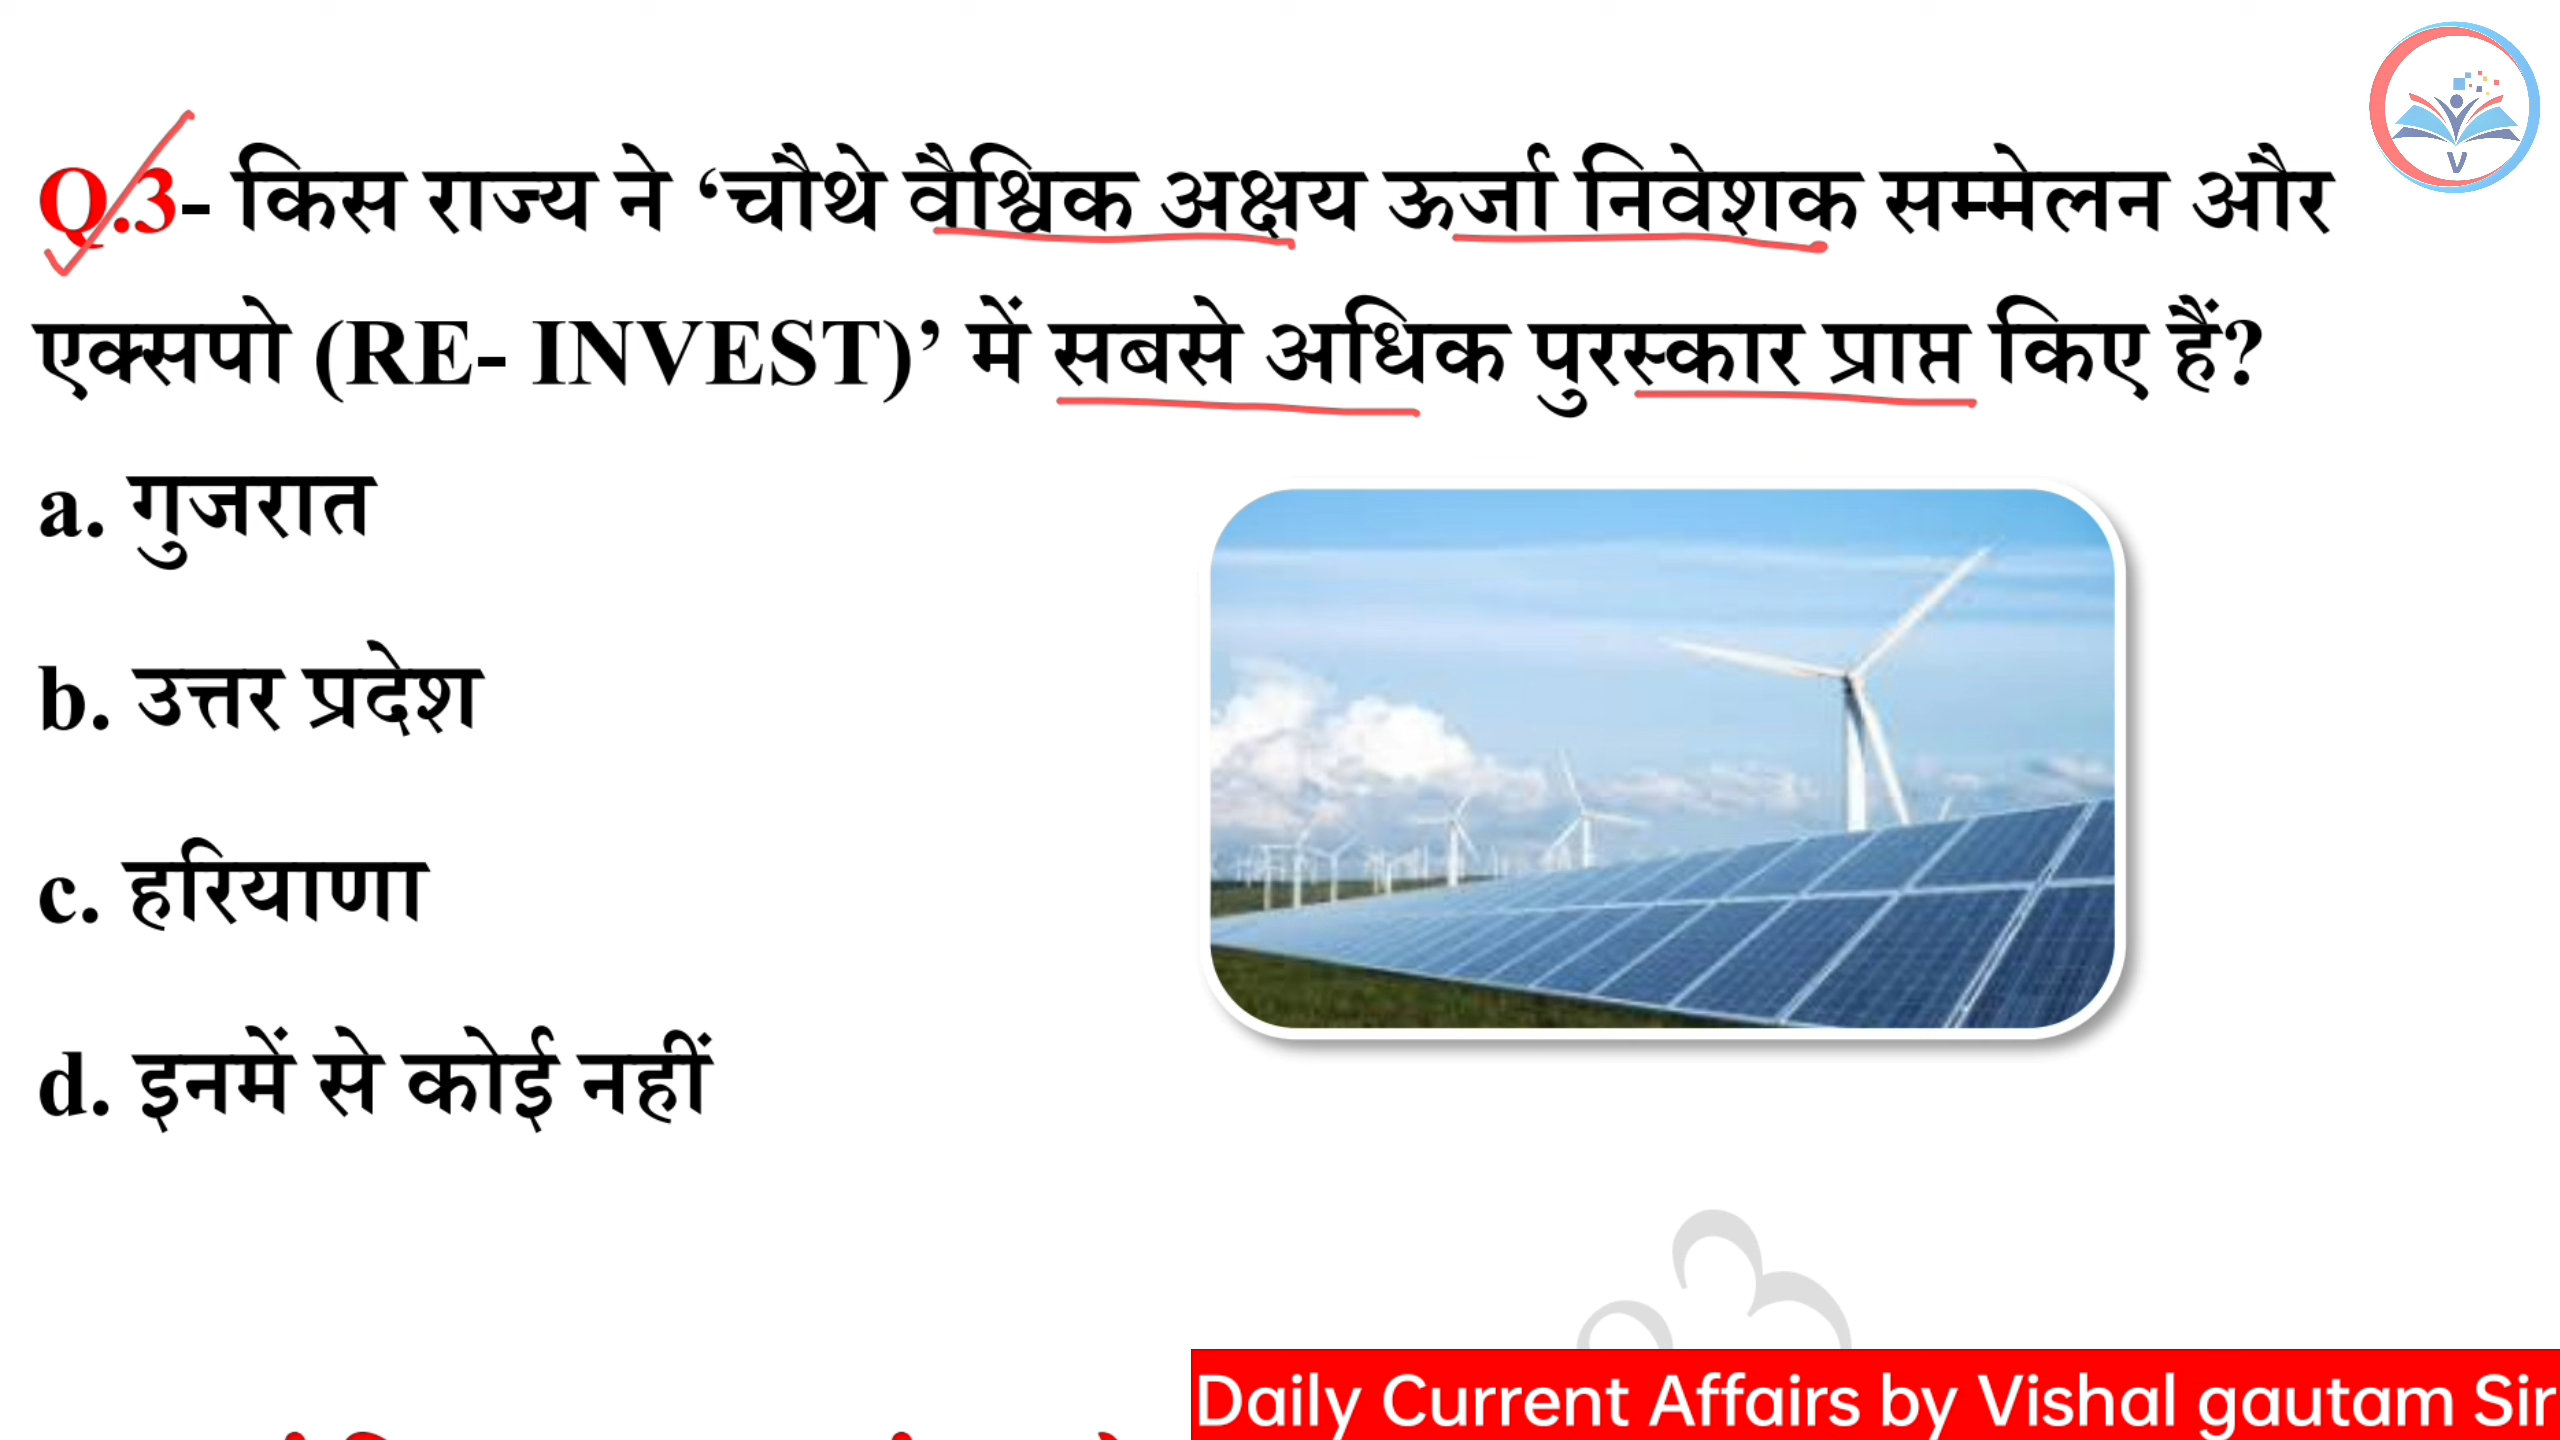 Q.3- किस राज्य ने ‘चौथे वैश्विक अक्षय ऊर्जा निवेशक सम्मेलन और
एक्सपो (RE- INVEST)’ में सबसे अधिक पुरस्कार प्राप्त किए हैं?
a. गुजरात
b. उत्तर प्रदेश
c. हरियाणा
d. इनमें से कोई नहीं
V
Daily Current Affairs by Vishal gautam Sir